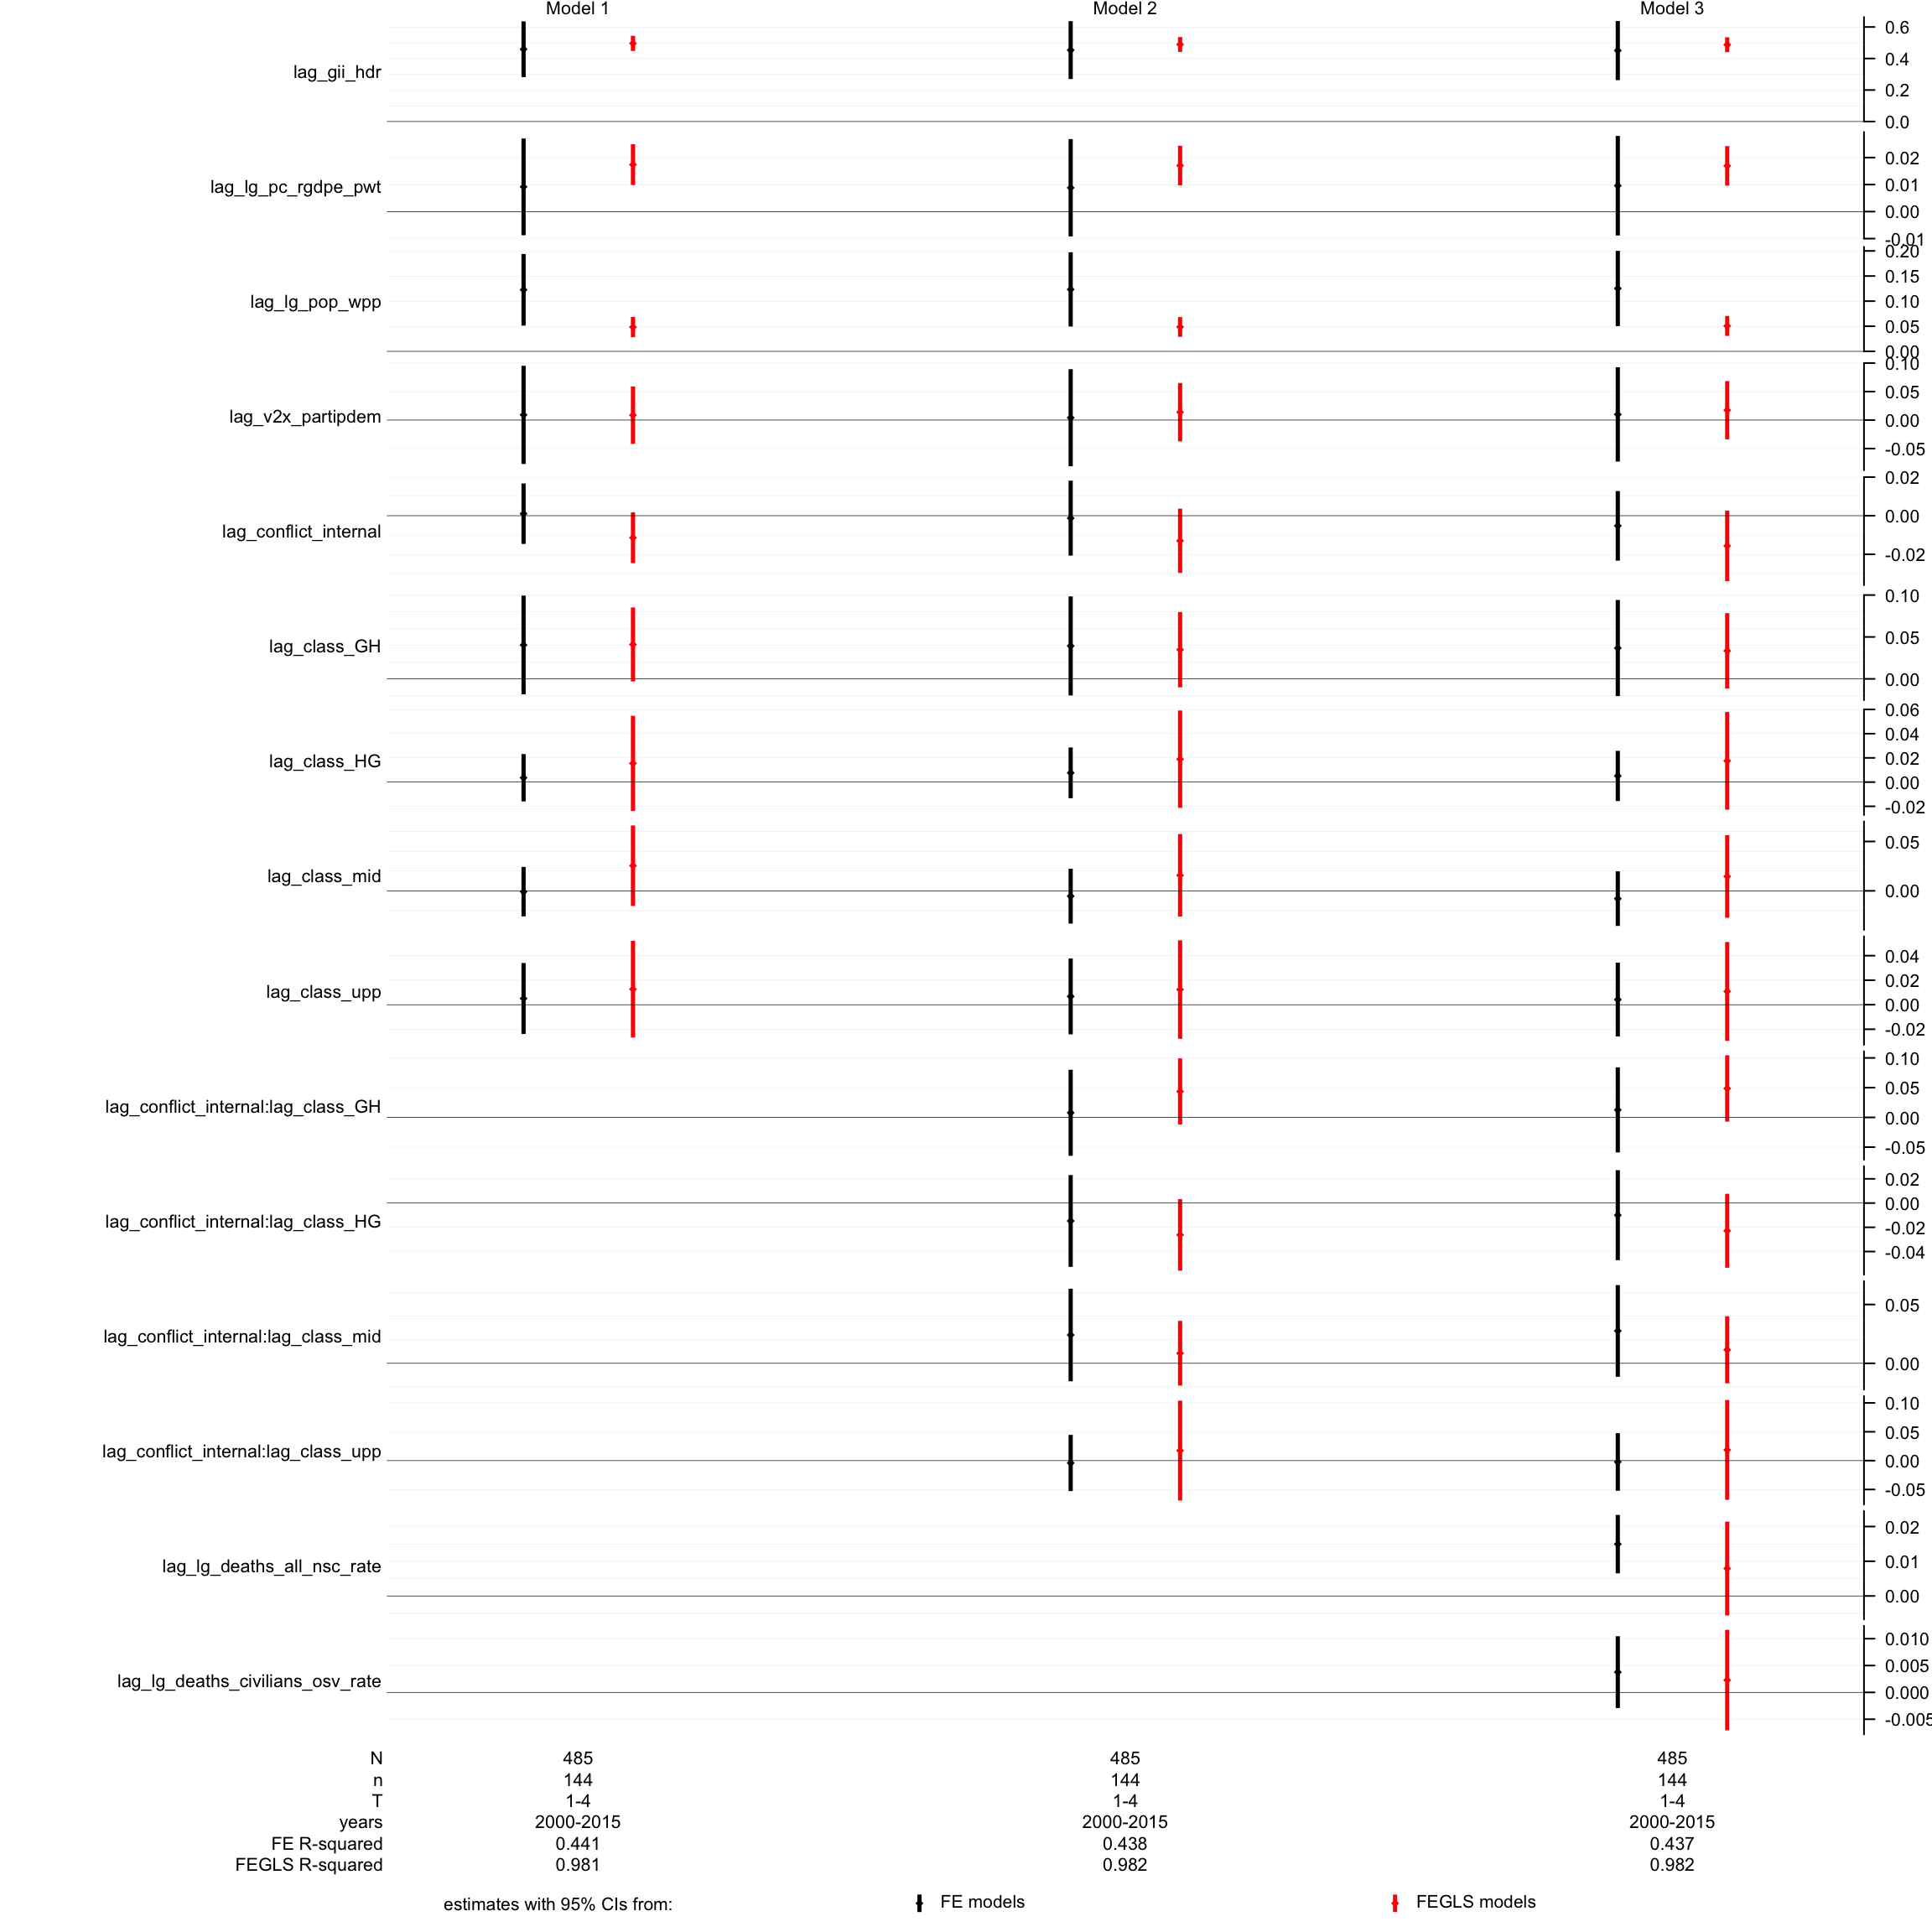 Model 1 Model 2 Model 3
lag_gii_hdr
0.6
0.4
0.2
0.0
lag_lg_pc_rgdpe_pwt
0.02
0.01
0.00
-0.01
lag_lg_pop_wpp
0.20
0.15
0.10
0.05
0.00
lag_v2x_partipdem
0.10
0.05
0.00
-0.05
lag_conflict_internal
0.02
0.00
-0.02
lag_class_GH
0.10
0.05
0.00
lag_class_HG
0.06
0.04
0.02
0.00
-0.02
lag_class_mid
0.05
0.00
lag_class_upp
0.04
0.02
0.00
-0.02
lag_conflict_internal:lag_class_GH
0.10
0.05
0.00
-0.05
lag_conflict_internal:lag_class_HG
0.02
0.00
-0.02
-0.04
lag_conflict_internal:lag_class_mid
0.05
0.00
lag_conflict_internal:lag_class_upp
0.10
0.05
0.00
-0.05
lag_lg_deaths_all_nsc_rate
0.02
0.01
0.00
lag_lg_deaths_civilians_osv_rate
0.010
0.005
0.000
-0.005
N 485 485 485
n 144 144 144
T 1-4 1-4 1-4
years 2000-2015 2000-2015 2000-2015
FE R-squared 0.441 0.438 0.437
FEGLS R-squared 0.981 0.982 0.982
estimates with 95% CIs from: FE models FEGLS models